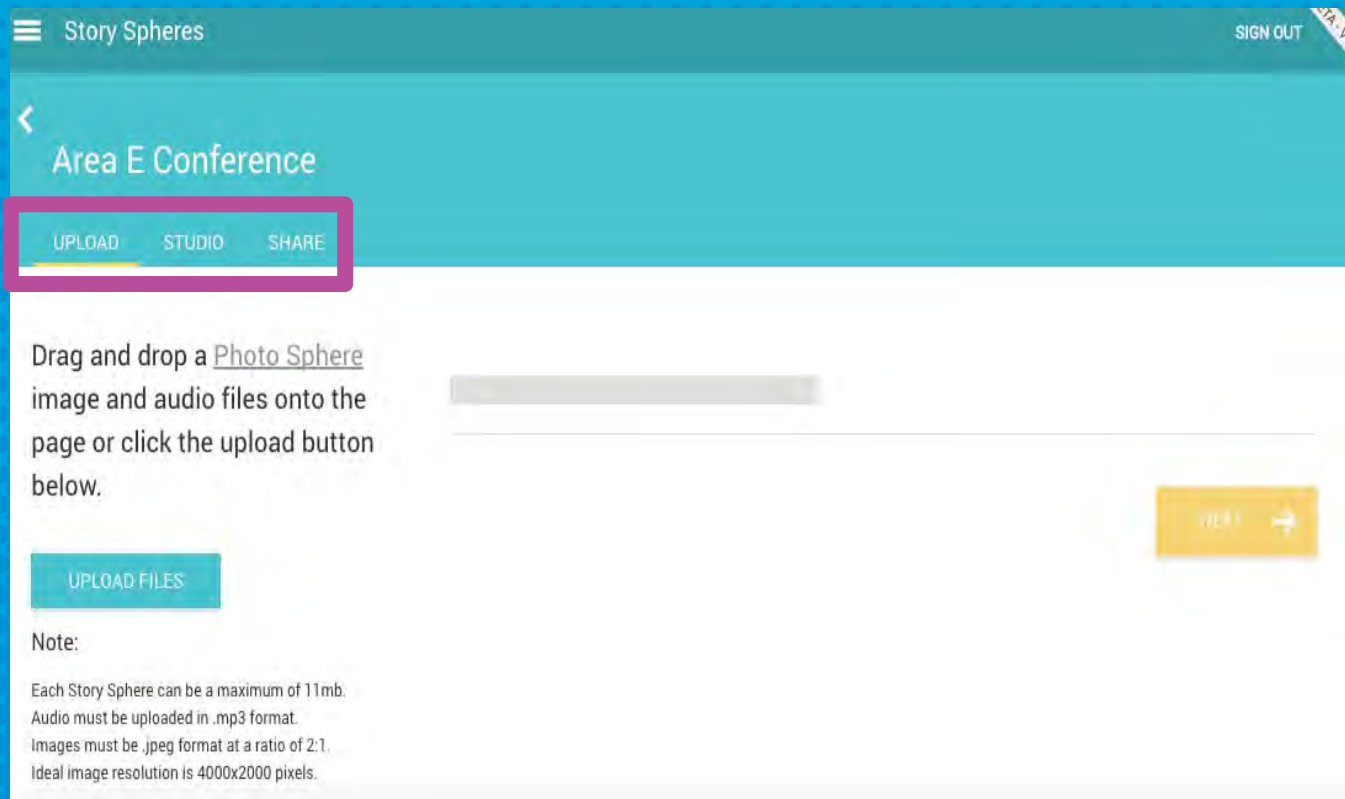 Story Spheres
SIGN OUT
Area E Conference
UPLOAD STUDIO SHARE
Drag and drop a Photo Sphere
image and audio files onto the
page or click the upload button
below.
NEXT
UPLOAD FILES
Note:
Each Story Sphere can be a maximum of 11mb.
Audio must be uploaded in .mp3 format.
Images must be .jpeg format at a ratio of 2:1.
Ideal image resolution is 4000x2000 pixels.